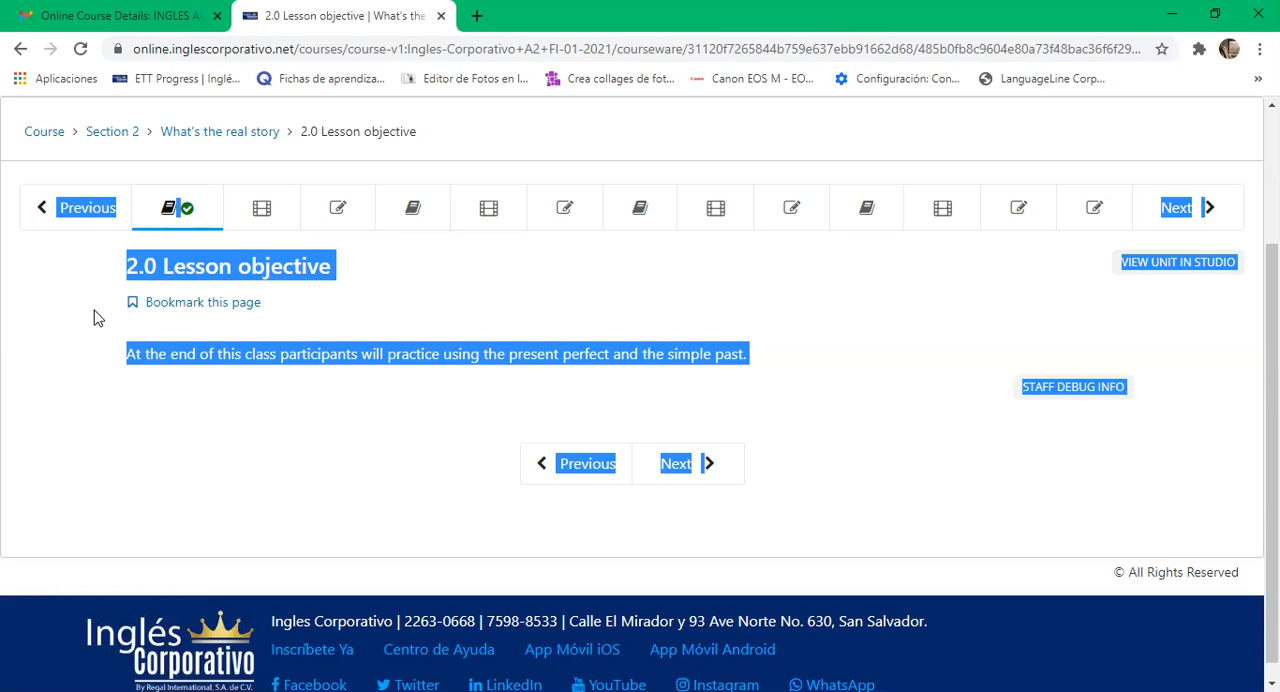 Online Course Details: INGLES A
2.0 Lesson objective | What's the
online.inglescorporativo.net/courses/course-v1:Ingles-Corporativo+A2+FI-01-2021/courseware/31120f7265844b759e637ebb91662d68/485b0fb8c9604e80a73f48bac36f6f29...
Aplicaciones
ETT Progress | Inglé...
Fichas de aprendiza...
Editor de Fotos en l...
Crea collages de fot...
Canon EOS M - EO...
Configuración: Con...
LanguageLine Corp...
»
Course > Section 2 > What's the real story > 2.0 Lesson objective
Previous
Next
2.0 Lesson objective
VIEW UNIT IN STUDIO
Bookmark this page
At the end of this class participants will practice using the present perfect and the simple past.
STAFF DEBUG INFO
Previous
Next
© All Rights Reserved
Inglés Corporativo
By Regal International, S.A. de C.V.
Ingles Corporativo | 2263-0668 | 7598-8533 | Calle El Mirador y 93 Ave Norte No. 630, San Salvador.
Inscríbete Ya
Centro de Ayuda
App Móvil iOS
App Móvil Android
Facebook
Twitter
LinkedIn
YouTube
Instagram
WhatsApp